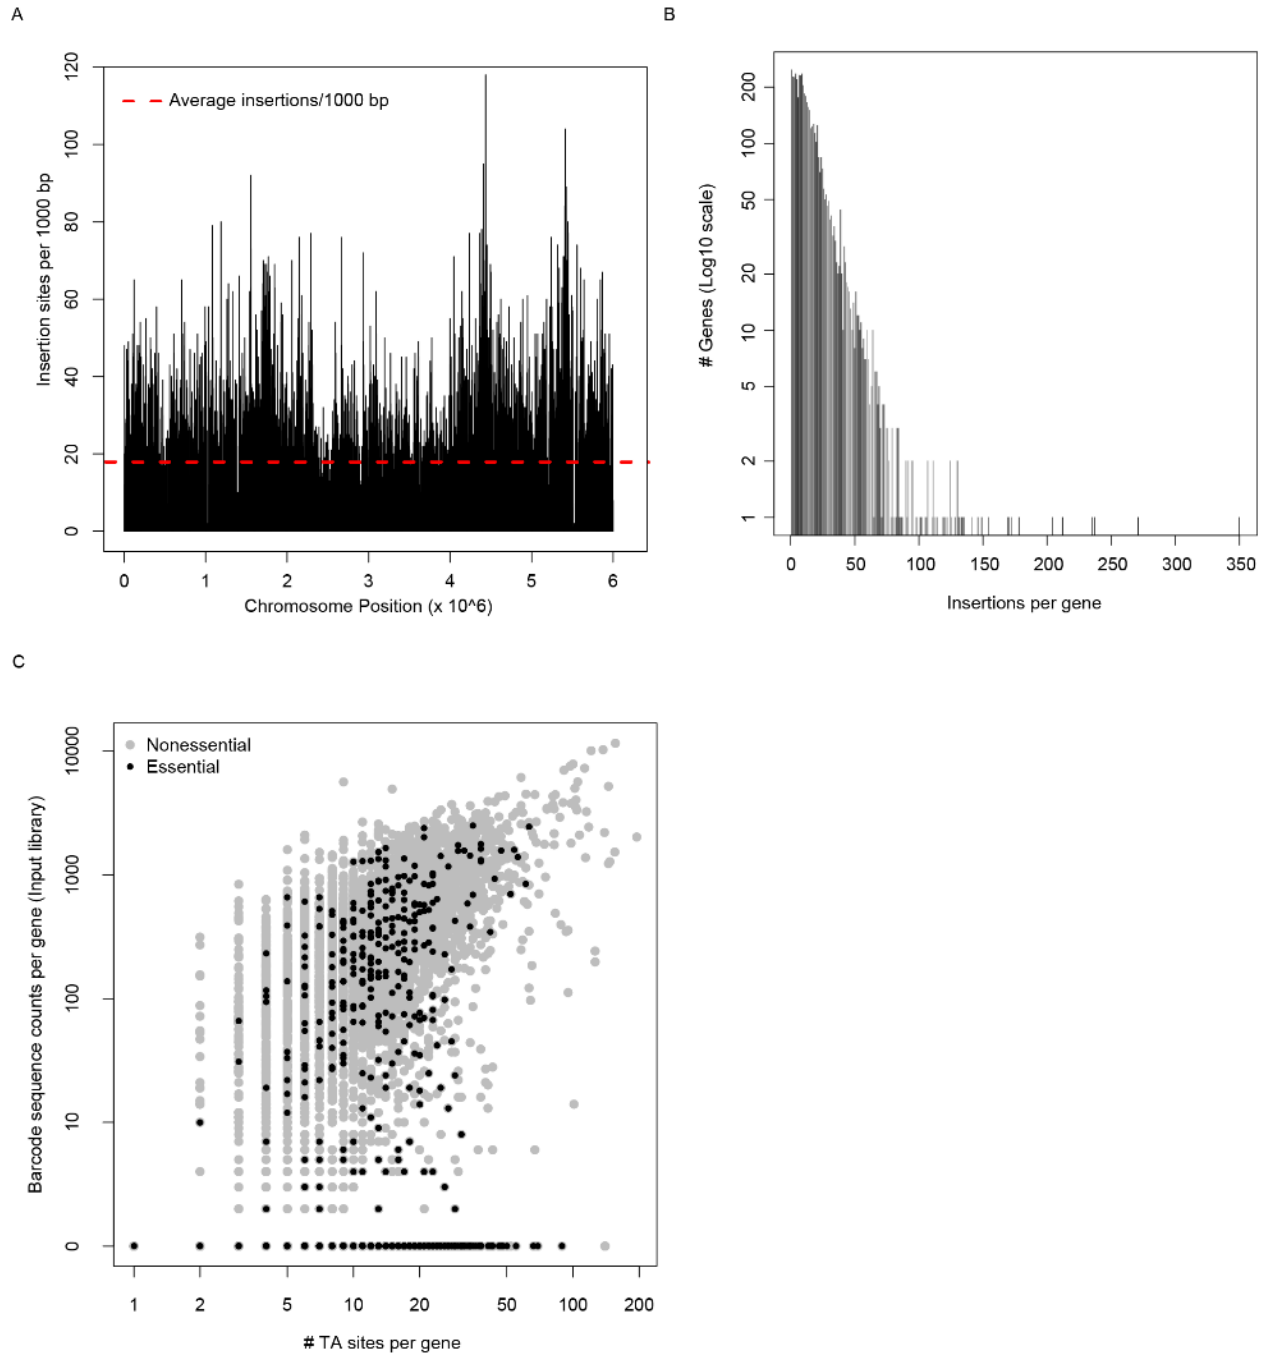 A
120
100
80
60
40
20
0
Insertion sites per 1000 bp
Average insertions/1000 bp
0 1 2 3 4 5 6
Chromosome Position (x 10^6)
B
200
100
50
20
10
5
2
1
# Genes (Log10 scale)
0 50 100 150 200 250 300 350
Insertions per gene
C
10000
10000
100
10
0
Barcode sequence counts per gene (Input library)
Nonessential
Essential
1 2 5 10 20 50 100 200
# TA sites per gene